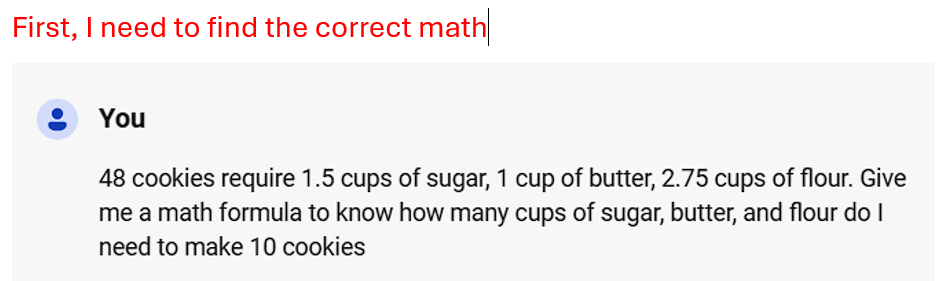 First, I need to find the correct math
You
48 cookies require 1.5 cups of sugar, 1 cup of butter, 2.75 cups of flour. Give
me a math formula to know how many cups of sugar, butter, and flour do I
need to make 10 cookies